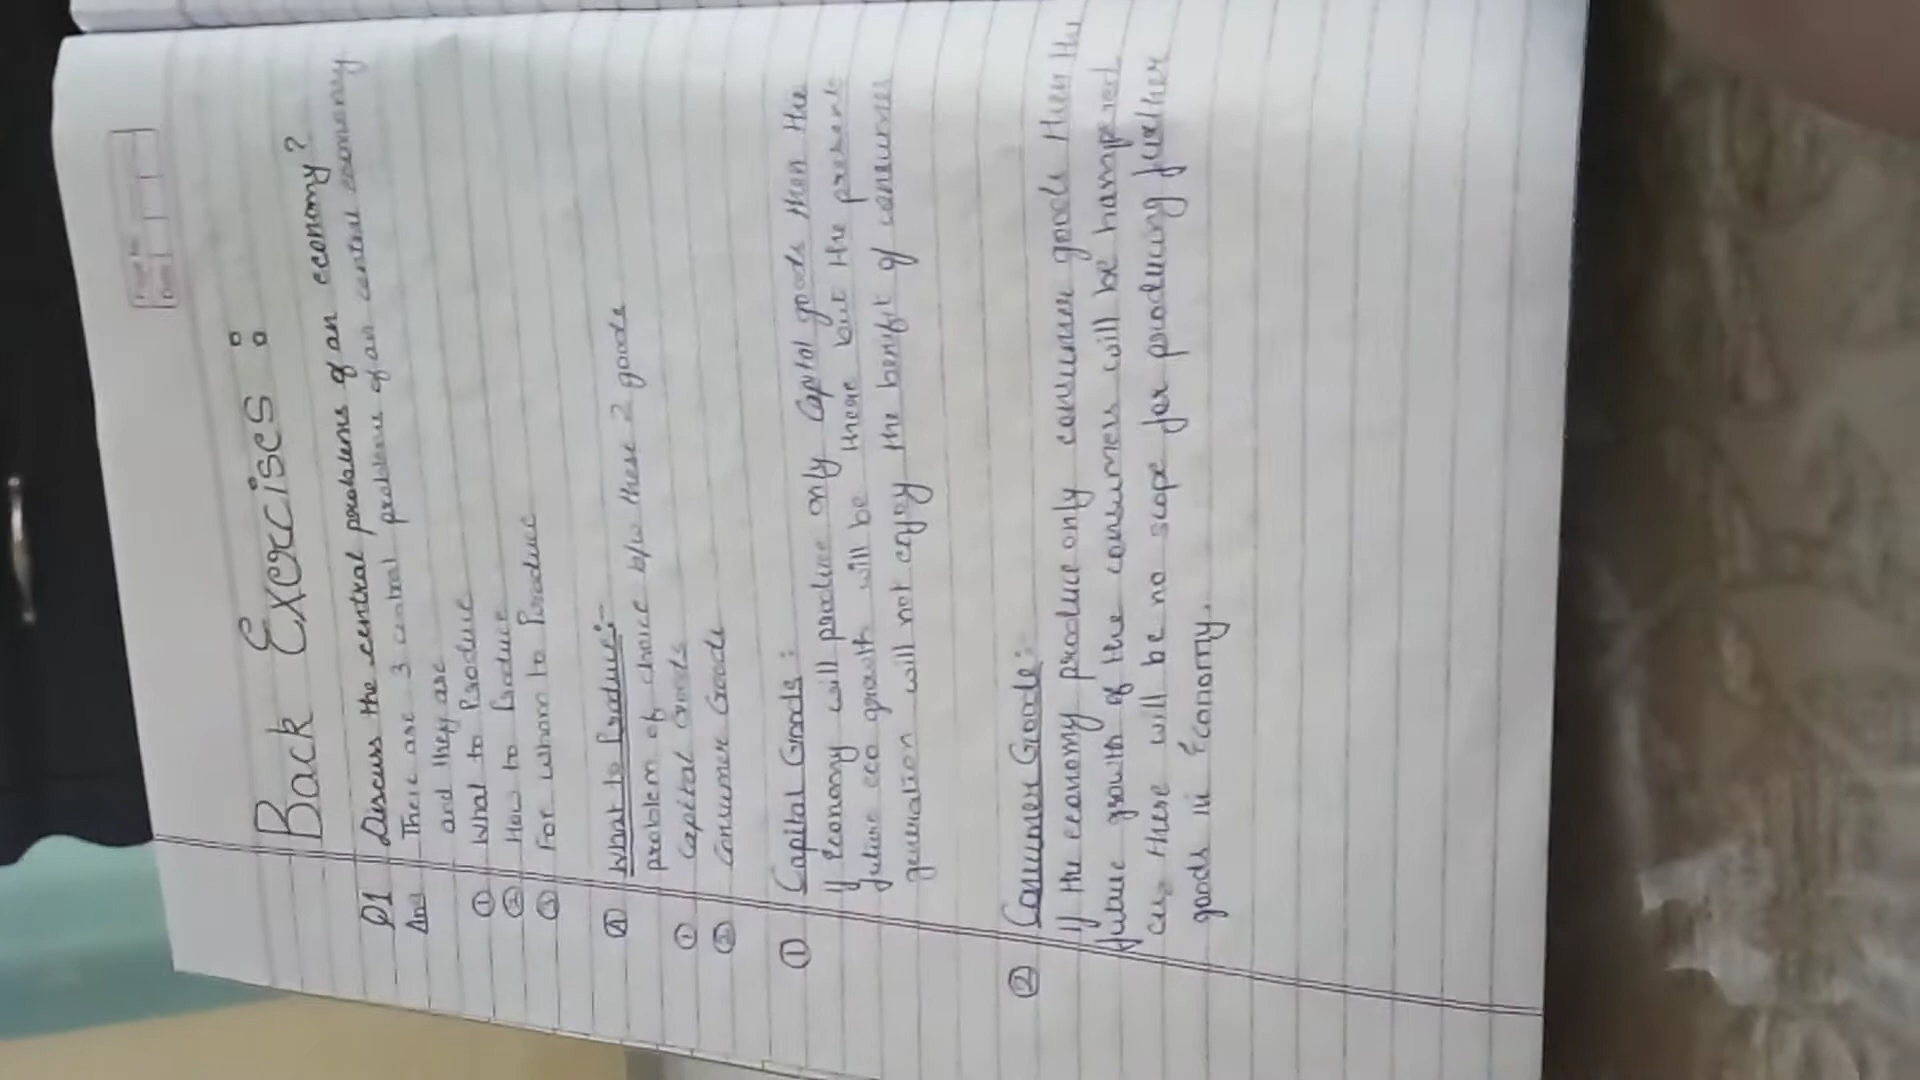 Page No.
Date
Back Exercises :
Q1 Discuss the central problems of an economy?
Ans There are 3 central problems of an central economy
and they are
① What to Produce
② How to Produce
③ For whom to Produce
Ⓐ What to Produce:-
problem of choice b/w these 2 goods
① Capital Goods
② Consumer Goods
① Capital Goods :
If Economy will produce only Capital goods then the
future eco growth will be there but the present
generation will not enjoy the benifit of consumer
② Consumer Goods:-
If the economy produce only consumer goods then the
future growth of the consumers will be hampered
cuz there will be no scope for producing further
goods in Economy.